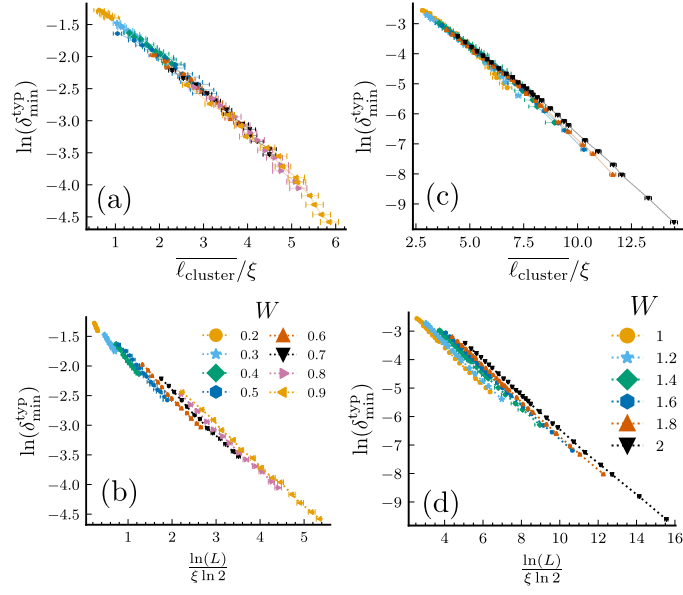 −1.5
−2.0
−2.5
−3.0
−3.5
−4.0
−4.5
ln(δ_min^typ)
(a)
1 2 3 4 5 6
ℓ_cluster/ξ
−3
−4
−5
−6
−7
−8
−9
ln(δ_min^typ)
(c)
2.5 5.0 7.5 10.0 12.5
ℓ_cluster/ξ
−1.5
−2.0
−2.5
−3.0
−3.5
−4.0
−4.5
ln(δ_min^typ)
(b)
W
0.2 0.6
0.3 0.7
0.4 0.8
0.5 0.9
1 2 3 4 5
ln(L)
ξ ln 2
−3
−4
−5
−6
−7
−8
−9
ln(δ_min^typ)
(d)
W
1
1.2
1.4
1.6
1.8
2
4 6 8 10 12 14 16
ln(L)
ξ ln 2